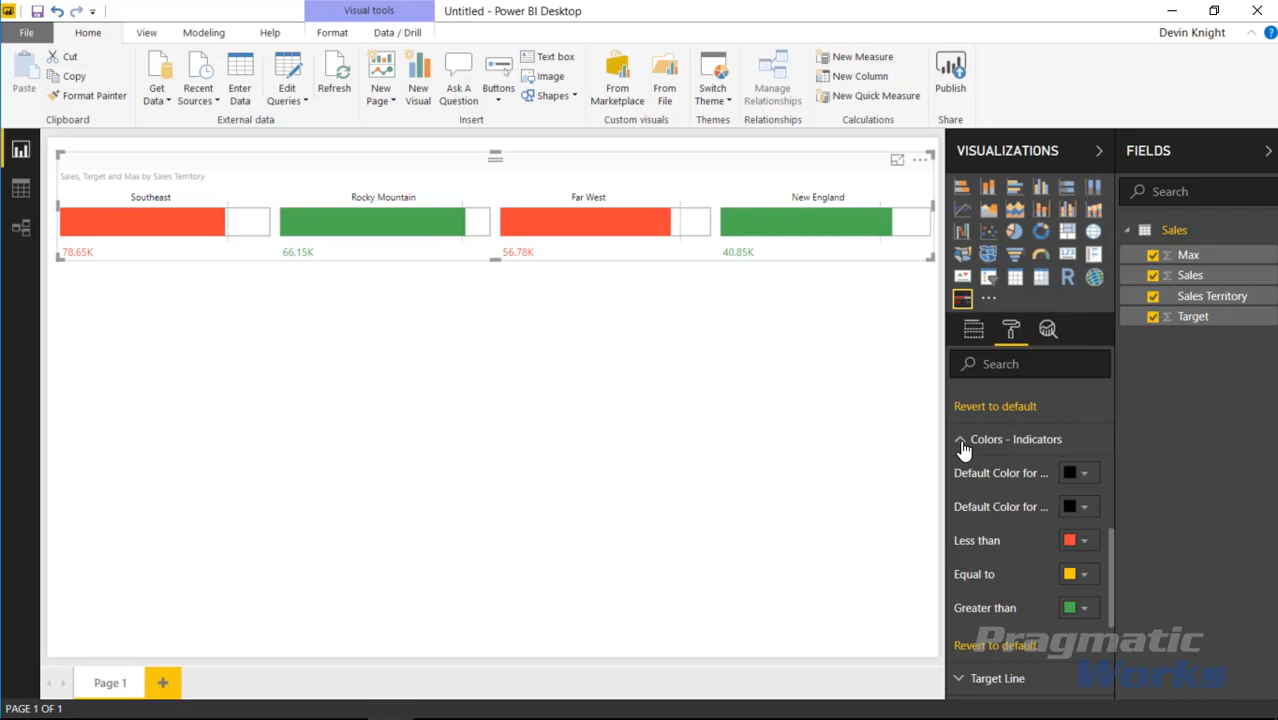 Visual tools
Untitled - Power BI Desktop
File
Home
View
Modeling
Help
Format
Data / Drill
Devin Knight
Paste
Cut
Copy
Format Painter
Clipboard
Get Data
Recent Sources
Enter Data
Edit Queries
Refresh
External data
New Page
New Visual
Ask A Question
Buttons
Text box
Image
Shapes
Insert
From Marketplace
From File
Custom visuals
Switch Theme
Themes
Manage Relationships
Relationships
New Measure
New Column
New Quick Measure
Calculations
Publish
Share
Sales, Target and Max by Sales Territory
Southeast
Rocky Mountain
Far West
New England
78.65K
66.15K
56.78K
40.85K
VISUALIZATIONS
R
Search
Revert to default
Colors - Indicators
Default Color for ...
Default Color for ...
Less than
Equal to
Greater than
Revert to default
Target Line
FIELDS
Search
Sales
Max
Sales
Sales Territory
Target
Pragmatic
Works
Page 1
PAGE 1 OF 1